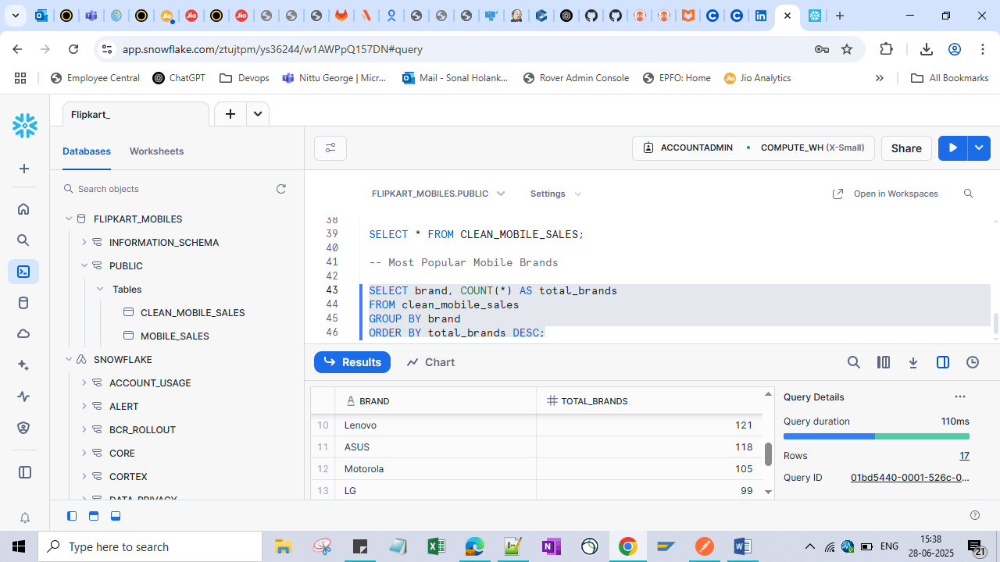 app.snowflake.com/ztujtpm/ys36244/w1AWPpQ157DN#query
Employee Central
ChatGPT
Devops
Nittu George | Micr...
Mail - Sonal Holank...
Rover Admin Console
EPFO: Home
Jio Analytics
All Bookmarks
Flipkart_
Databases
Worksheets
ACCOUNTADMIN
COMPUTE_WH (X-Small)
Share
Search objects
FLIPKART_MOBILES.PUBLIC
Settings
Open in Workspaces
FLIPKART_MOBILES
INFORMATION_SCHEMA
PUBLIC
Tables
CLEAN_MOBILE_SALES
MOBILE_SALES
SNOWFLAKE
ACCOUNT_USAGE
ALERT
BCR_ROLLOUT
CORE
CORTEX
DATA_PRIVACY
38
39 SELECT * FROM CLEAN_MOBILE_SALES;
40
41 -- Most Popular Mobile Brands
42
43 SELECT brand, COUNT(*) AS total_brands
44 FROM clean_mobile_sales
45 GROUP BY brand
46 ORDER BY total_brands DESC;
Results
Chart
BRAND TOTAL_BRANDS
10 Lenovo 121
11 ASUS 118
12 Motorola 105
13 LG 99
Query Details
Query duration 110ms
Rows 17
Query ID 01bd5440-0001-526c-0...
Type here to search
ENG
15:38
28-06-2025
21